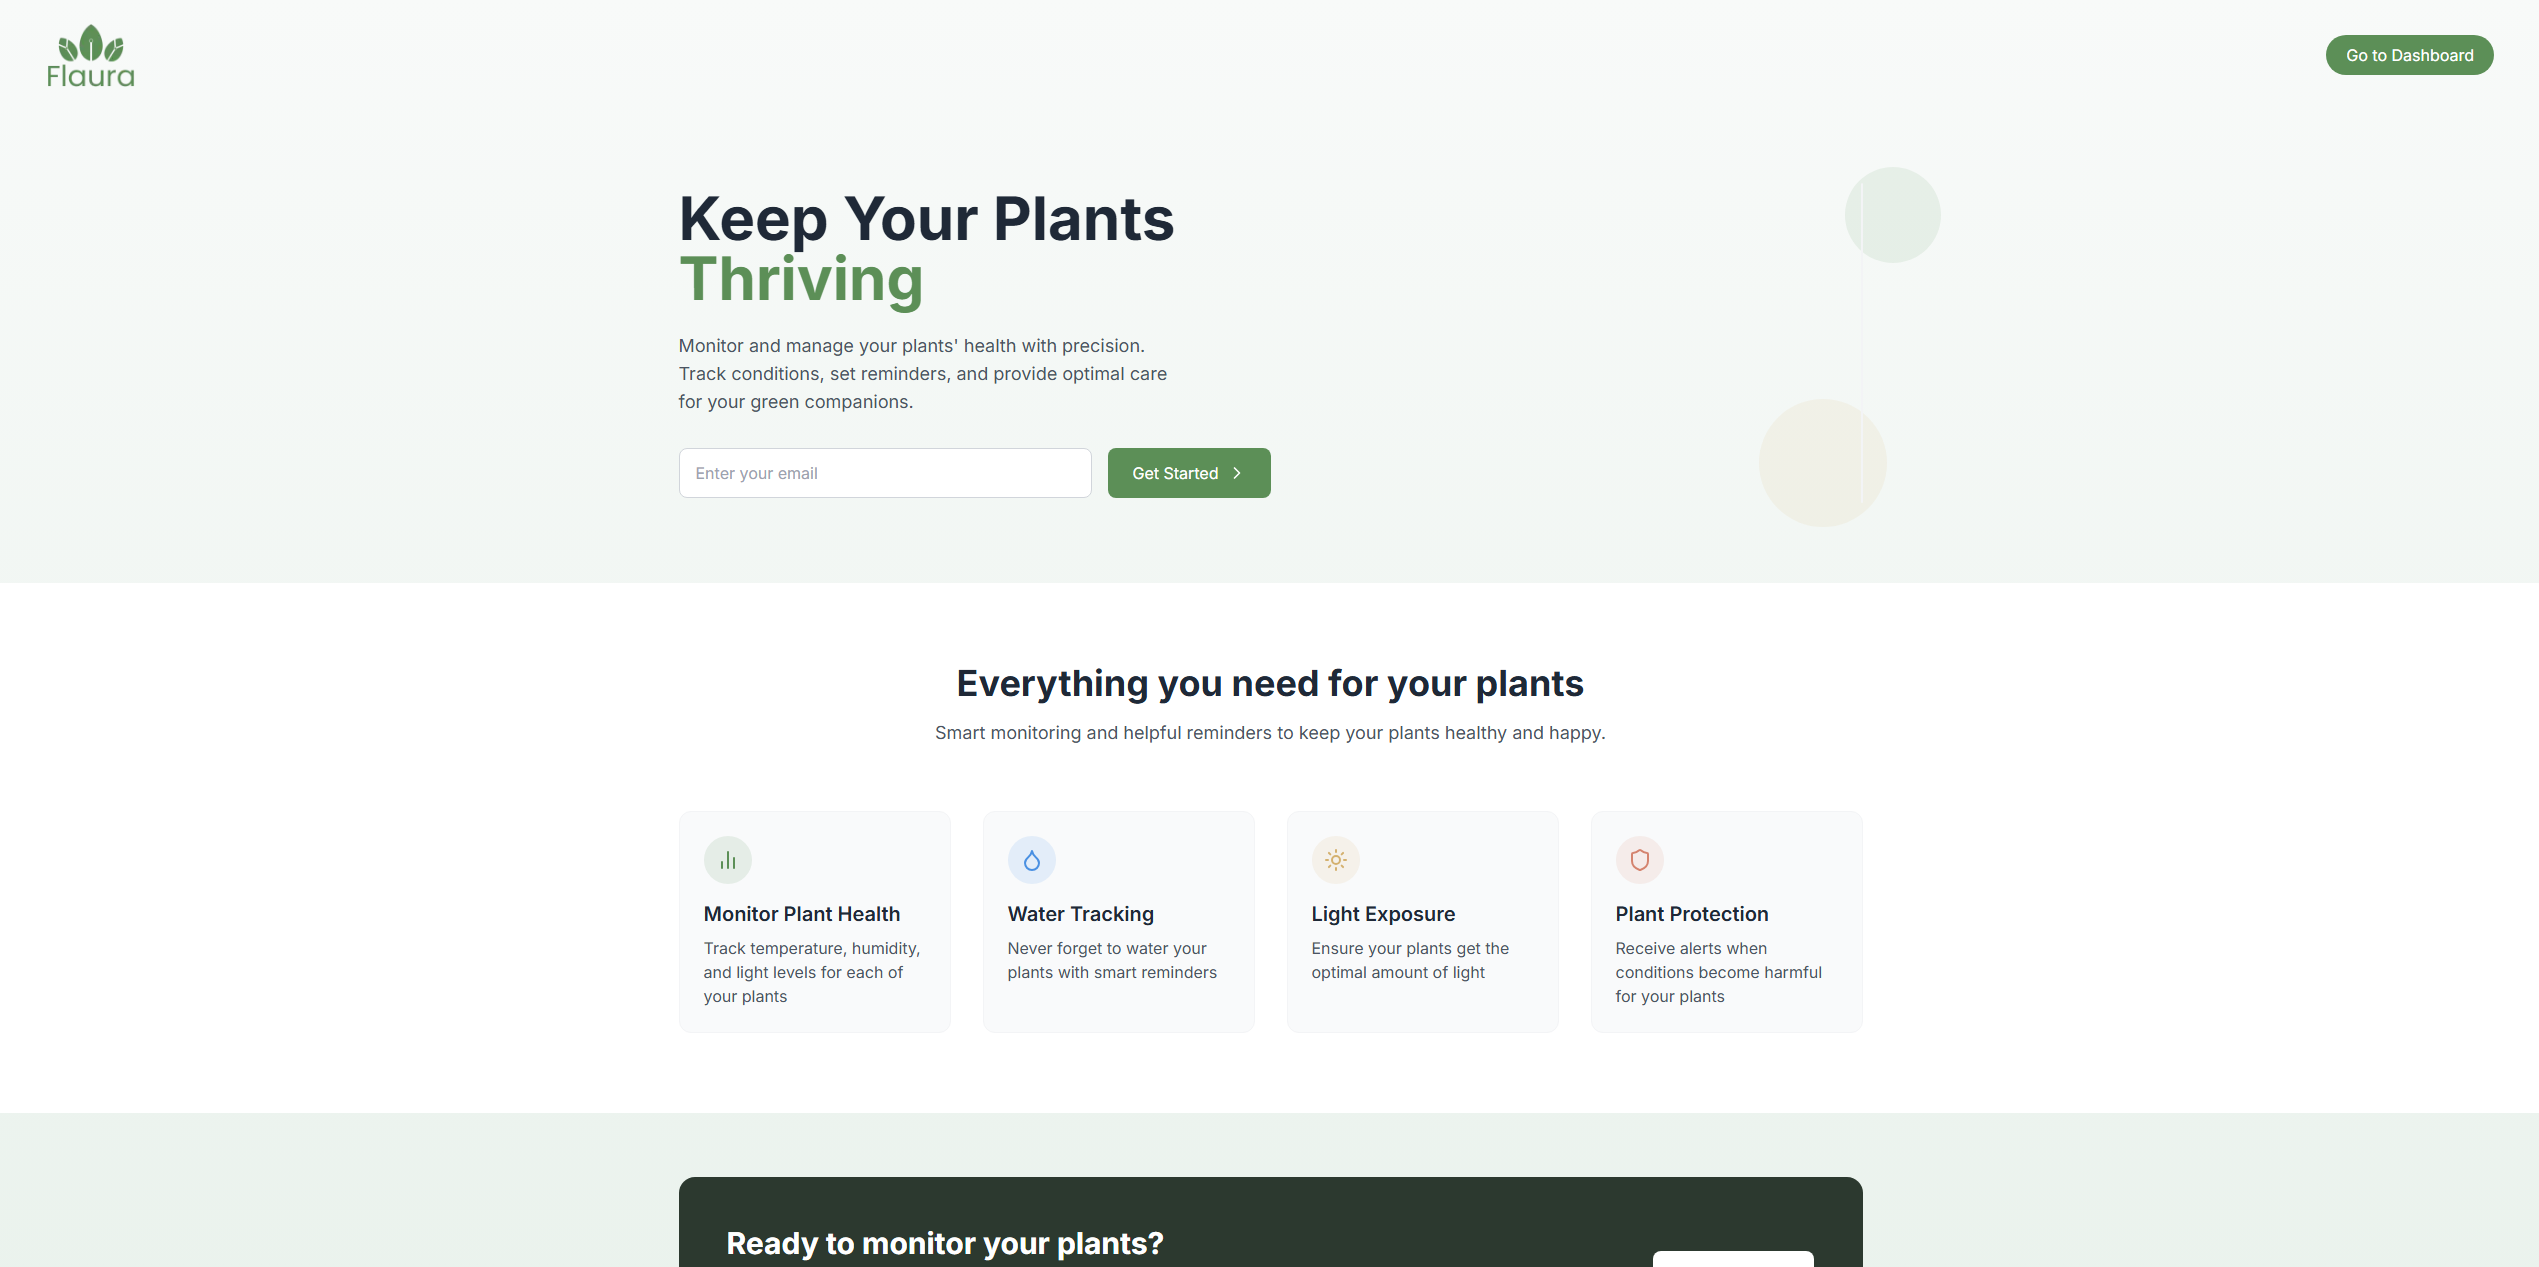 Flaura
Go to Dashboard
Keep Your Plants
Thriving
Monitor and manage your plants' health with precision.
Track conditions, set reminders, and provide optimal care
for your green companions.
Enter your email
Get Started
Everything you need for your plants
Smart monitoring and helpful reminders to keep your plants healthy and happy.
Monitor Plant Health
Track temperature, humidity,
and light levels for each of
your plants
Water Tracking
Never forget to water your
plants with smart reminders
Light Exposure
Ensure your plants get the
optimal amount of light
Plant Protection
Receive alerts when
conditions become harmful
for your plants
Ready to monitor your plants?